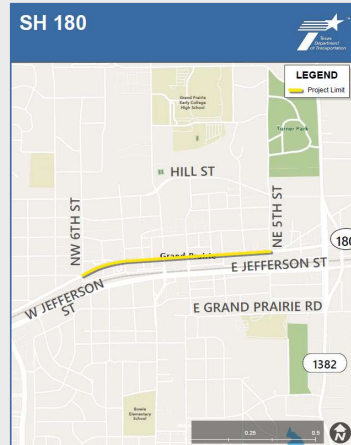 SH 180
Texas
Department
of Transportation
LEGEND
Project Limit
Grand Prairie
Early College
High School
Turner Park
HILL ST
NW 6TH ST
NE 5TH ST
180
Grand Prairie
E JEFFERSON ST
W JEFFERSON
ST
E GRAND PRAIRIE RD
1382
Bowie
Elementary
School
0.25
0.5